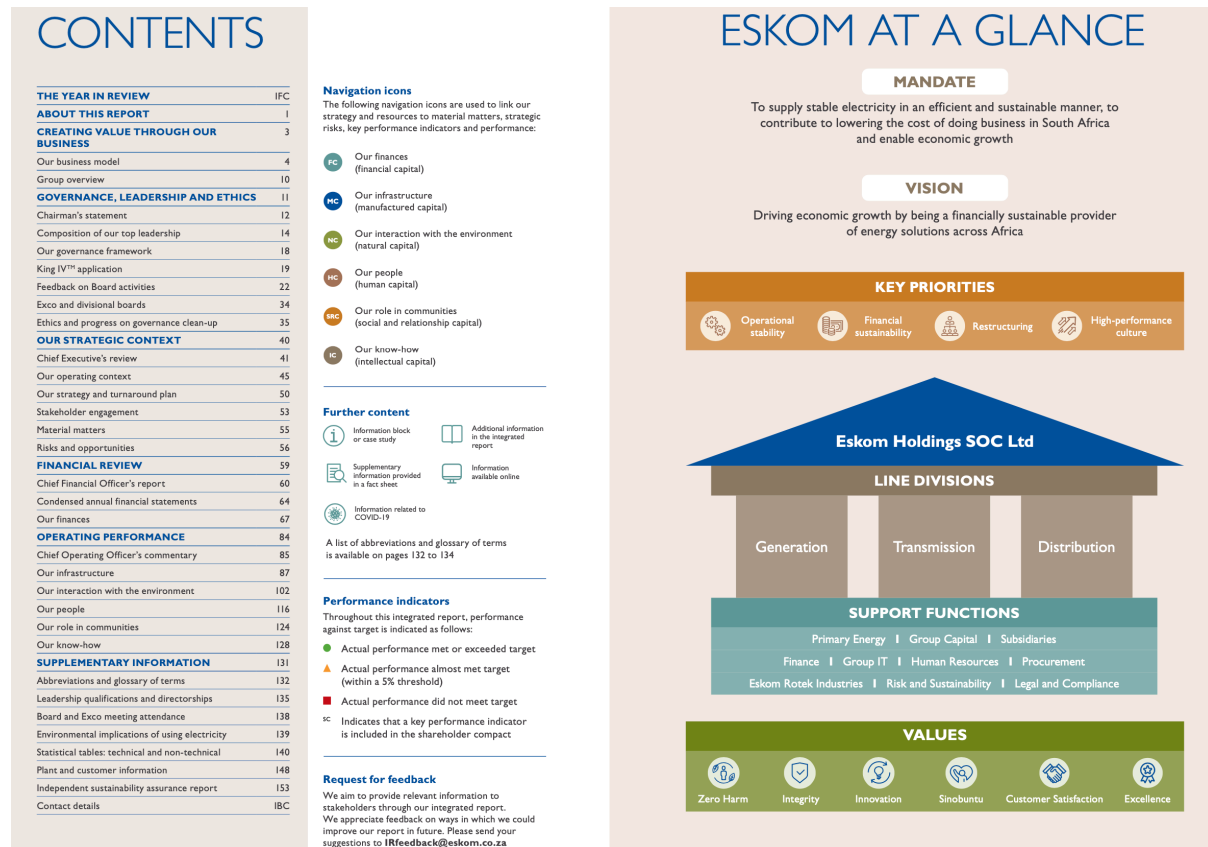 CONTENTS
THE YEAR IN REVIEW IFC
ABOUT THIS REPORT 1
CREATING VALUE THROUGH OUR 3
BUSINESS
Our business model 4
Group overview 10
GOVERNANCE, LEADERSHIP AND ETHICS 11
Chairman's statement 12
Composition of our top leadership 14
Our governance framework 18
King IV™ application 19
Feedback on Board activities 22
Exco and divisional boards 34
Ethics and progress on governance clean-up 35
OUR STRATEGIC CONTEXT 40
Chief Executive's review 41
Our operating context 45
Our strategy and turnaround plan 50
Stakeholder engagement 53
Material matters 55
Risks and opportunities 56
FINANCIAL REVIEW 59
Chief Financial Officer's report 60
Condensed annual financial statements 64
Our finances 67
OPERATING PERFORMANCE 84
Chief Operating Officer's commentary 85
Our infrastructure 87
Our interaction with the environment 102
Our people 116
Our role in communities 124
Our know-how 128
SUPPLEMENTARY INFORMATION 131
Abbreviations and glossary of terms 132
Leadership qualifications and directorships 135
Board and Exco meeting attendance 138
Environmental implications of using electricity 139
Statistical tables: technical and non-technical 140
Plant and customer information 148
Independent sustainability assurance report 153
Contact details IBC
Navigation icons
The following navigation icons are used to link our
strategy and resources to material matters, strategic
risks, key performance indicators and performance:
FC Our finances
(financial capital)
MC Our infrastructure
(manufactured capital)
NC Our interaction with the environment
(natural capital)
HC Our people
(human capital)
SRC Our role in communities
(social and relationship capital)
IC Our know-how
(intellectual capital)
Further content
Information block
or case study
Additional information
in the integrated
report
Supplementary
information provided
in a fact sheet
Information
available online
Information related to
COVID-19
A list of abbreviations and glossary of terms
is available on pages 132 to 134
Performance indicators
Throughout this integrated report, performance
against target is indicated as follows:
Actual performance met or exceeded target
Actual performance almost met target
(within a 5% threshold)
Actual performance did not meet target
SC Indicates that a key performance indicator
is included in the shareholder compact
Request for feedback
We aim to provide relevant information to
stakeholders through our integrated report.
We appreciate feedback on ways in which we could
improve our report in future. Please send your
suggestions to IRfeedback@eskom.co.za
ESKOM AT A GLANCE
MANDATE
To supply stable electricity in an efficient and sustainable manner, to
contribute to lowering the cost of doing business in South Africa
and enable economic growth
VISION
Driving economic growth by being a financially sustainable provider
of energy solutions across Africa
KEY PRIORITIES
Operational
stability
Financial
sustainability
Restructuring
High-performance
culture
Eskom Holdings SOC Ltd
LINE DIVISIONS
Generation Transmission Distribution
SUPPORT FUNCTIONS
Primary Energy I Group Capital I Subsidiaries
Finance I Group IT I Human Resources I Procurement
Eskom Rotek Industries I Risk and Sustainability I Legal and Compliance
VALUES
Zero Harm Integrity Innovation Sinobuntu Customer Satisfaction Excellence